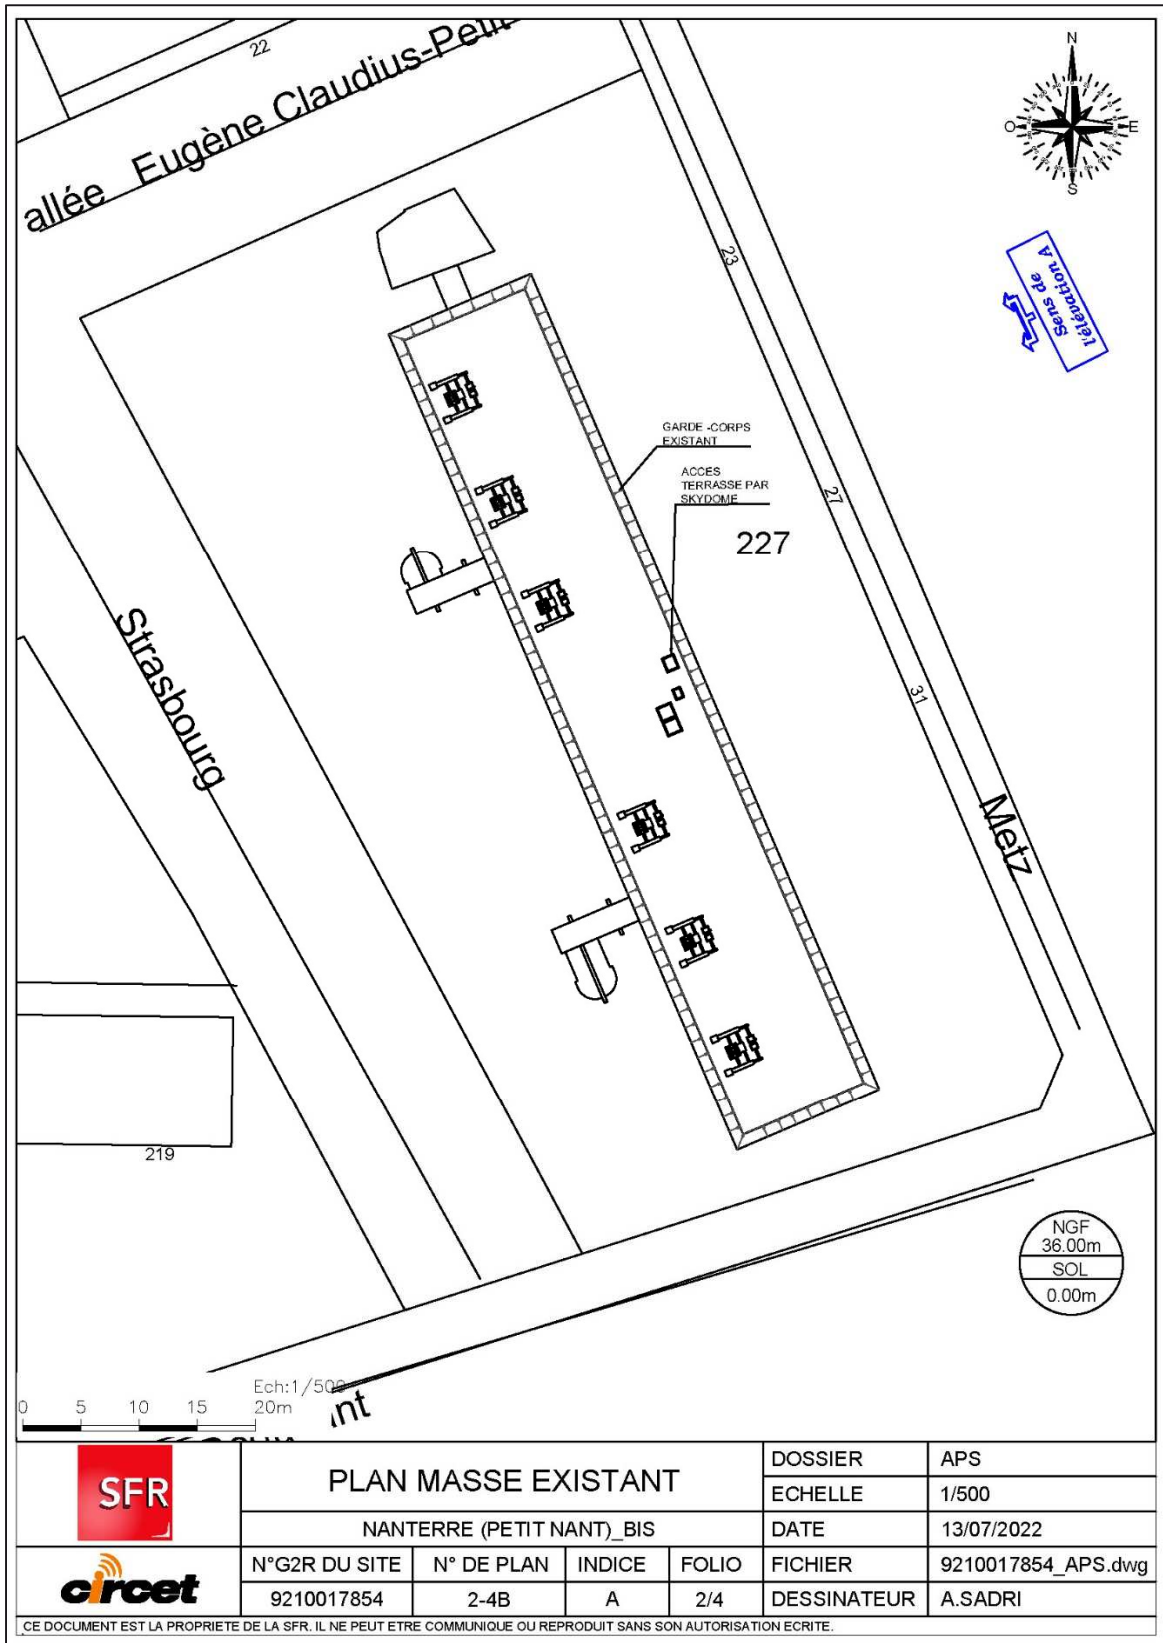 22
allée Eugène Claudius-Petit
N
O
E
S
Sens de
l'élévation A
23
GARDE -CORPS
EXISTANT
ACCES
TERRASSE PAR
SKYDOME
27
227
Strasbourg
31
Metz
219
NGF
36.00m
SOL
0.00m
Ech:1/500
0 5 10 15 20m
SFR
PLAN MASSE EXISTANT
DOSSIER APS
ECHELLE 1/500
NANTERRE (PETIT NANT)_BIS
DATE 13/07/2022
circet
N°G2R DU SITE N° DE PLAN INDICE FOLIO FICHIER 9210017854_APS.dwg
9210017854 2-4B A 2/4 DESSINATEUR A.SADRI
CE DOCUMENT EST LA PROPRIETE DE LA SFR. IL NE PEUT ETRE COMMUNIQUE OU REPRODUIT SANS SON AUTORISATION ECRITE.